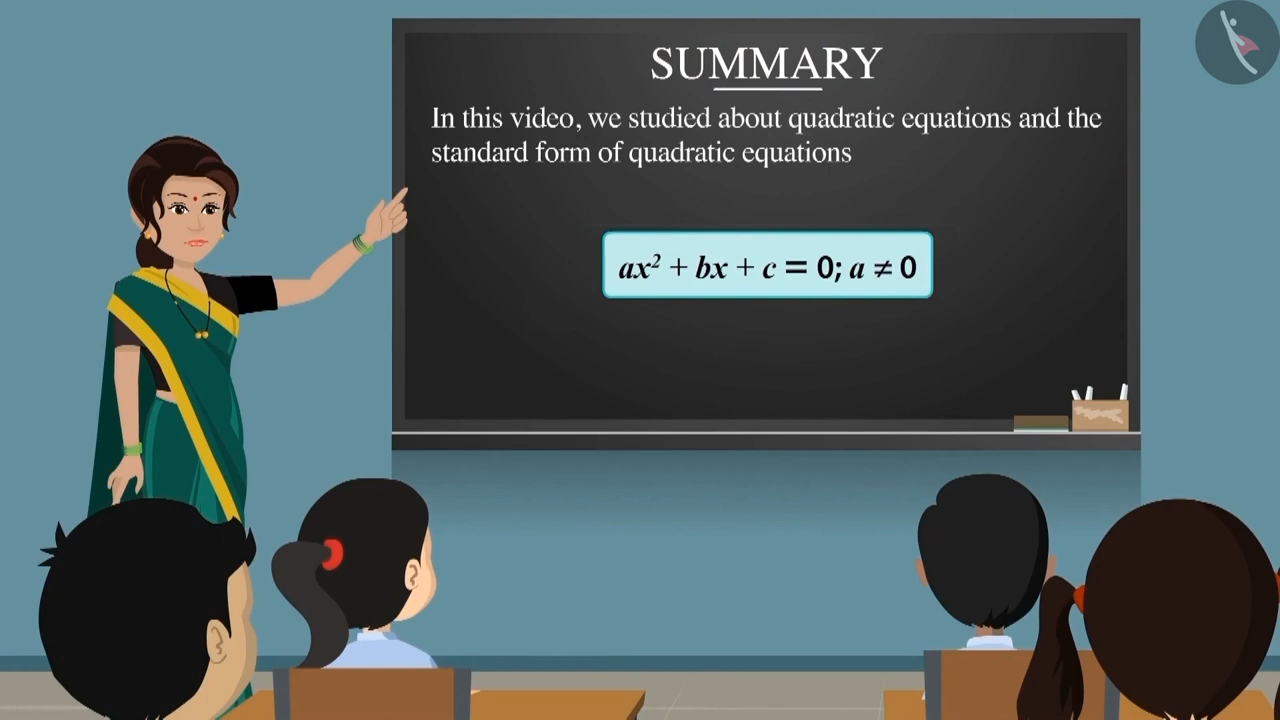 SUMMARY
In this video, we studied about quadratic equations and the
standard form of quadratic equations
ax² + bx + c = 0; a ≠ 0